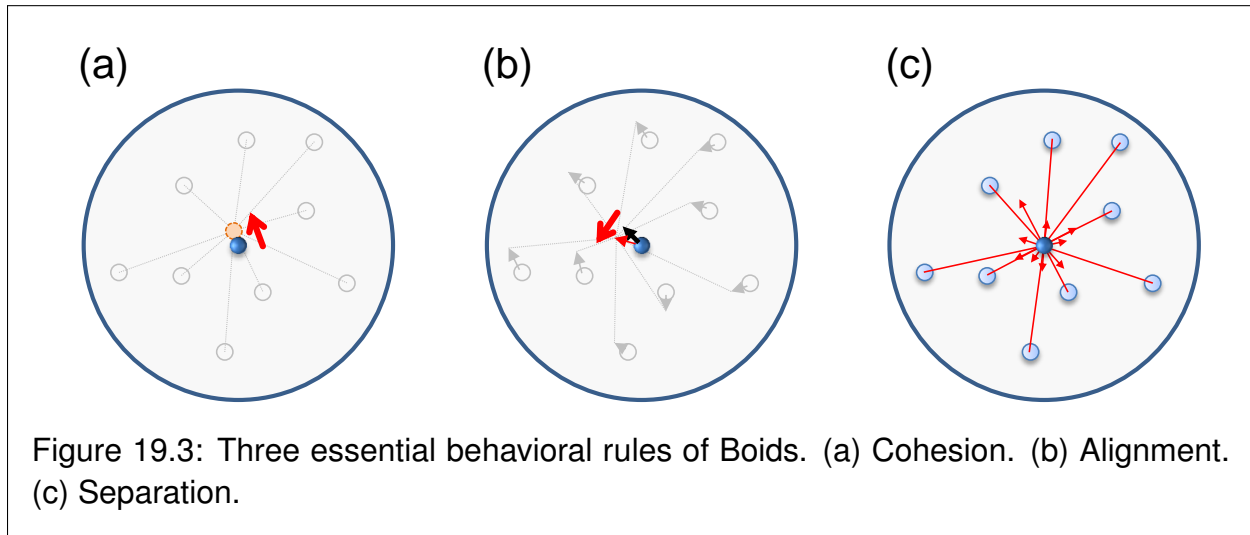 (a) (b) (c)
Figure 19.3: Three essential behavioral rules of Boids. (a) Cohesion. (b) Alignment.
(c) Separation.